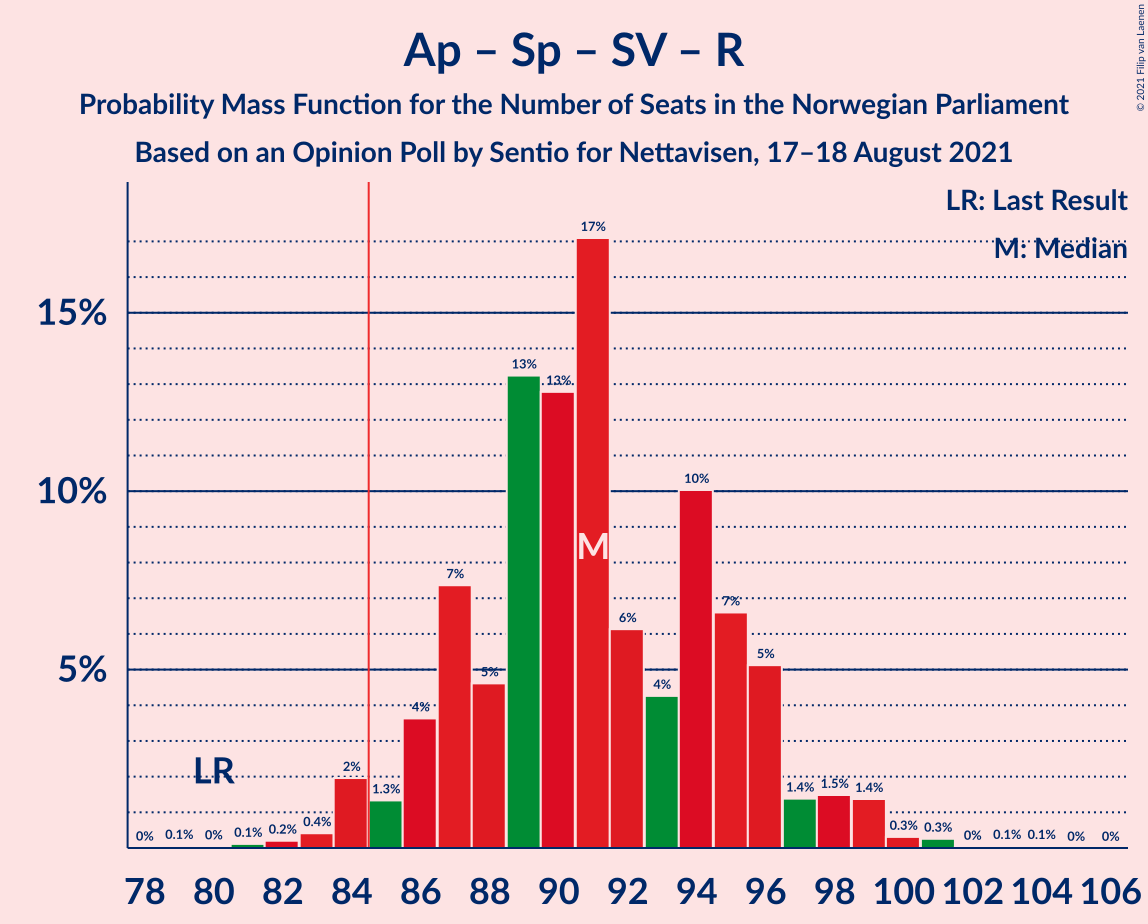 Ap – Sp – SV – R
Probability Mass Function for the Number of Seats in the Norwegian Parliament
Based on an Opinion Poll by Sentio for Nettavisen, 17–18 August 2021
© 2021 Filip van Laenen
LR: Last Result
M: Median
15%
10%
5%
LR
M
0% 0.1% 0% 0.1% 0.2% 0.4% 2% 1.3% 4% 7% 5% 13% 13% 17% 6% 4% 10% 7% 5% 1.4% 1.5% 1.4% 0.3% 0.3% 0% 0.1% 0.1% 0% 0%
78 80 82 84 86 88 90 92 94 96 98 100 102 104 106